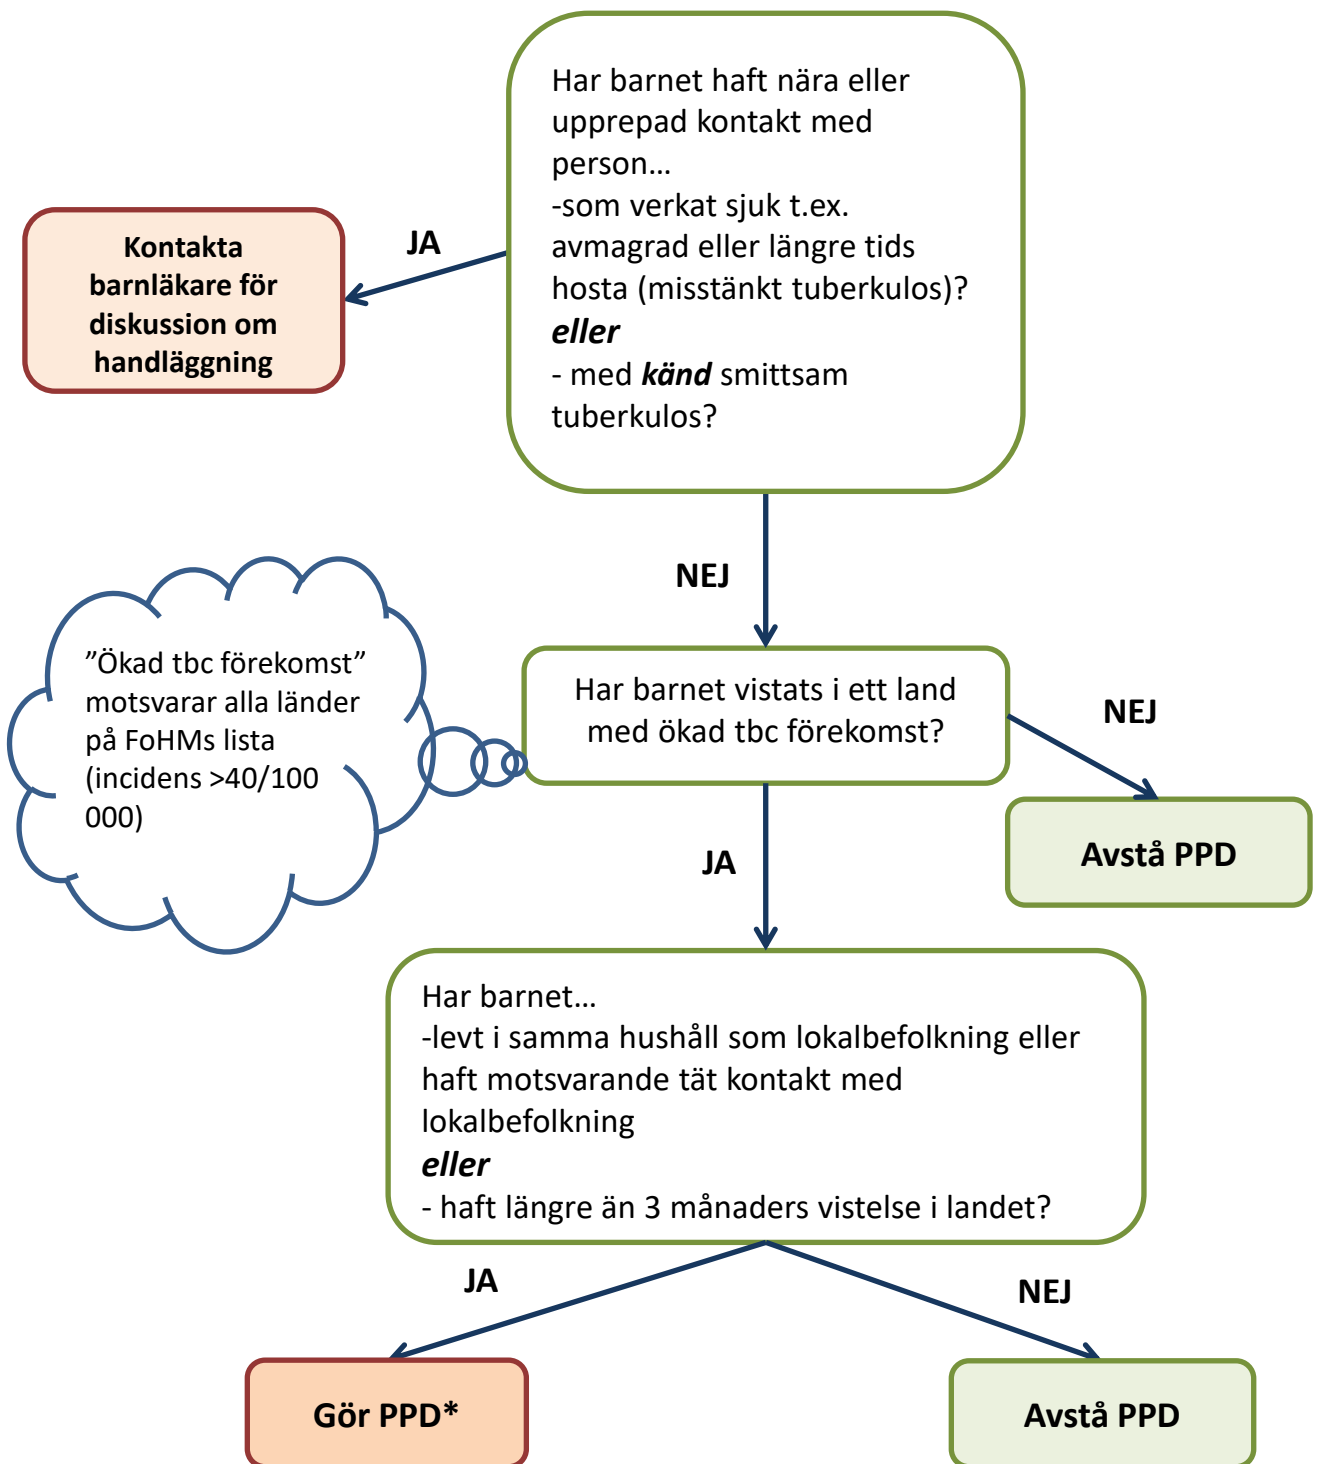 Har barnet haft nära eller
upprepad kontakt med
person…
-som verkat sjuk t.ex.
avmagrad eller längre tids
hosta (misstänkt tuberkulos)?
eller
- med känd smittsam
tuberkulos?
JA
Kontakta
barnläkare för
diskussion om
handläggning
NEJ
”Ökad tbc förekomst”
motsvarar alla länder
på FoHMs lista
(incidens >40/100
000)
Har barnet vistats i ett land
med ökad tbc förekomst?
NEJ
Avstå PPD
JA
Har barnet…
-levt i samma hushåll som lokalbefolkning eller
haft motsvarande tät kontakt med
lokalbefolkning
eller
- haft längre än 3 månaders vistelse i landet?
JA
NEJ
Gör PPD*
Avstå PPD